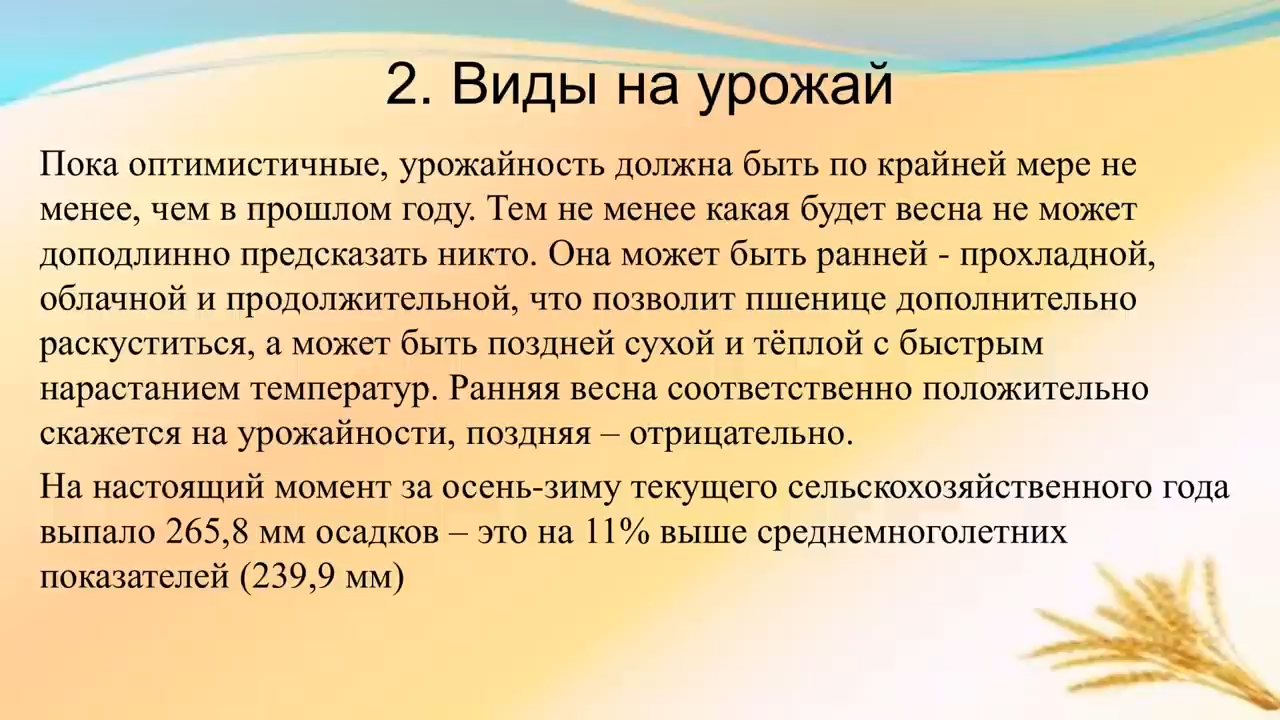 2. Виды на урожай
Пока оптимистичные, урожайность должна быть по крайней мере не
менее, чем в прошлом году. Тем не менее какая будет весна не может
доподлинно предсказать никто. Она может быть ранней - прохладной,
облачной и продолжительной, что позволит пшенице дополнительно
раскуститься, а может быть поздней сухой и тёплой с быстрым
нарастанием температур. Ранняя весна соответственно положительно
скажется на урожайности, поздняя – отрицательно.
На настоящий момент за осень-зиму текущего сельскохозяйственного года
выпало 265,8 мм осадков – это на 11% выше среднемноголетних
показателей (239,9 мм)